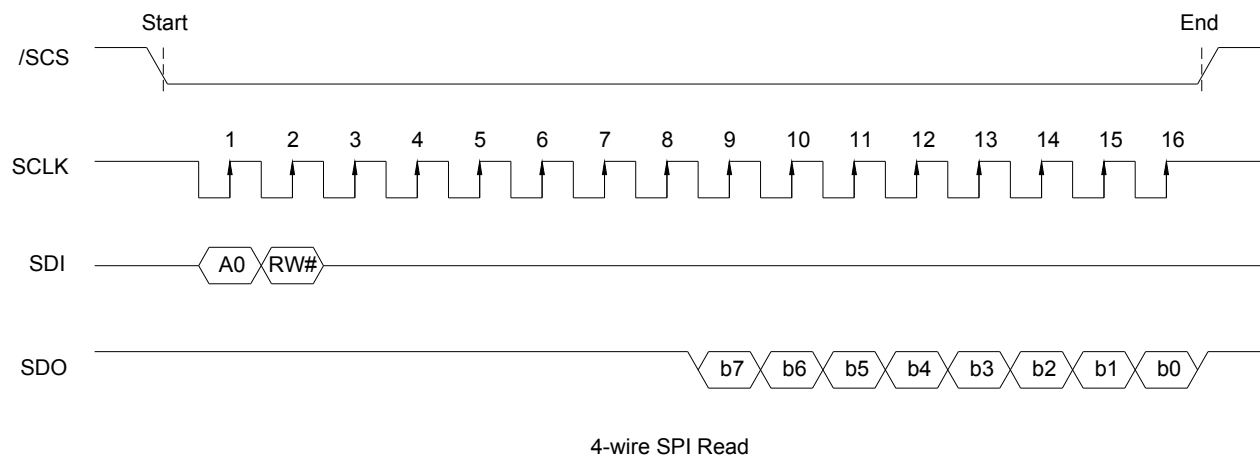 Start End
/SCS
1 2 3 4 5 6 7 8 9 10 11 12 13 14 15 16
SCLK
SDI A0 RW#
SDO b7 b6 b5 b4 b3 b2 b1 b0
4-wire SPI Read